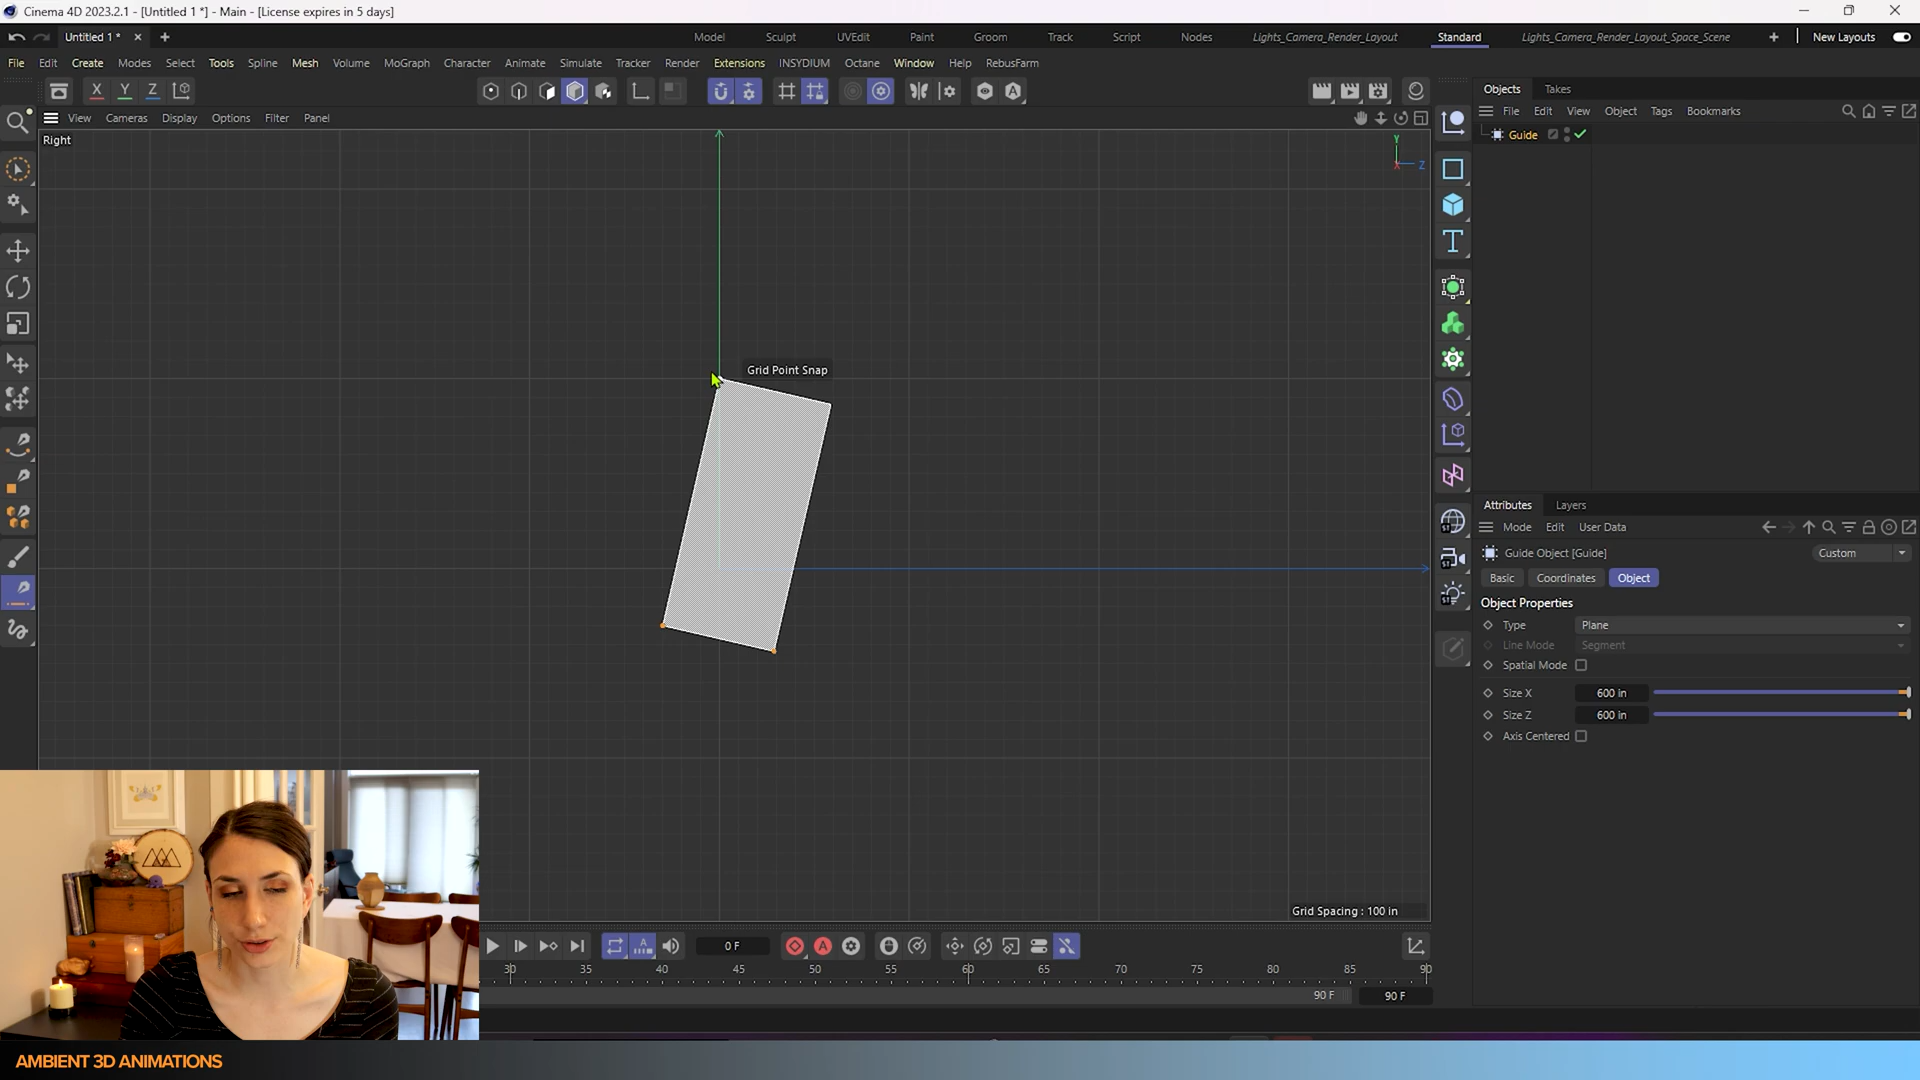 Cinema 4D 2023.2.1 - [Untitled 1 *] - Main - [License expires in 5 days]
Untitled 1 *
Model Sculpt UVEdit Paint Groom Track Script Nodes Lights_Camera_Render_Layout Standard Lights_Camera_Render_Layout_Space_Scene New Layouts
File Edit Create Modes Select Tools Spline Mesh Volume MoGraph Character Animate Simulate Tracker Render Extensions INSYDIUM Octane Window Help RebusFarm
X Y Z
Objects Takes
View Cameras Display Options Filter Panel
File Edit View Object Tags Bookmarks
Right
Guide
Y
X Z
Grid Point Snap
Attributes Layers
Mode Edit User Data
Guide Object [Guide]
Custom
Basic Coordinates Object
Object Properties
Type Plane
Line Mode Segment
Spatial Mode
Size X 600 in
Size Z 600 in
Axis Centered
Grid Spacing : 100 in
0 F
30 35 40 45 50 55 60 65 70 75 80 85 90
90 F 90 F
AMBIENT 3D ANIMATIONS